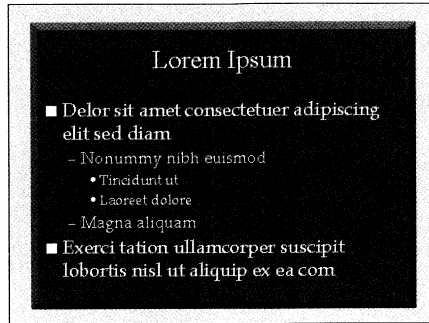 Lorem Ipsum
■ Delor sit amet consectetuer adipiscing
elit sed diam
– Nonummy nibh euismod
• Tincidunt ut
• Laoreet dolore
– Magna aliquam
■ Exerci tation ullamcorper suscipit
lobortis nisl ut aliquip ex ea com